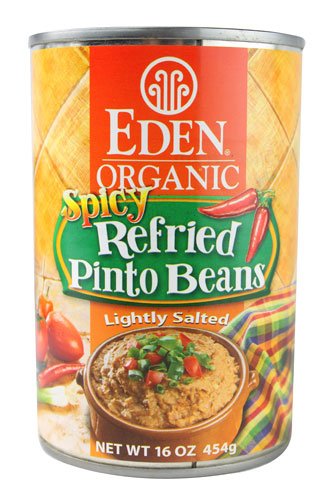 EDEN®
ORGANIC
Spicy
Refried
Pinto Beans
Lightly Salted
NET WT 16 OZ 454g